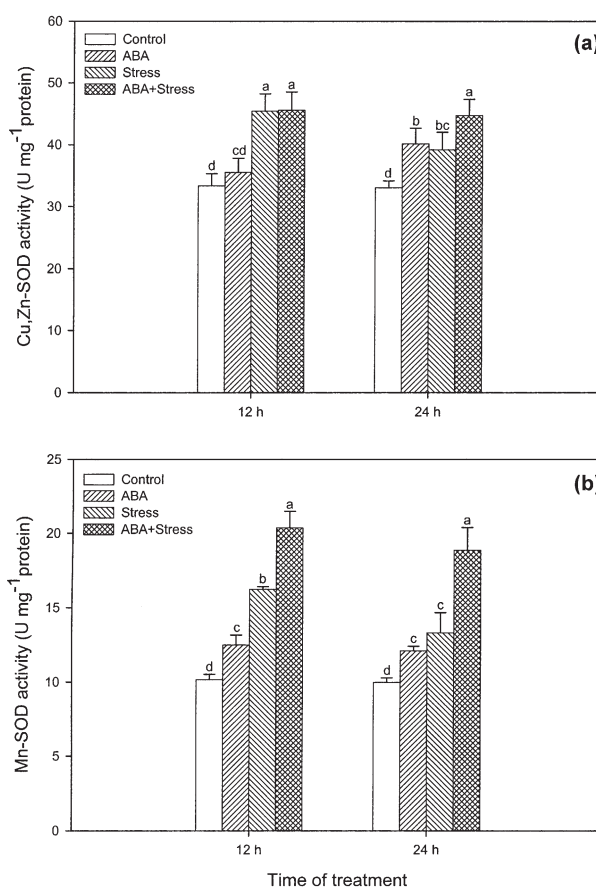 (a)
Control
ABA
Stress
ABA+Stress
Cu,Zn-SOD activity (U mg⁻¹protein)
60
50
40
30
20
10
0
d
cd
a
a
d
b
bc
a
12 h
24 h
(b)
Control
ABA
Stress
ABA+Stress
Mn-SOD activity (U mg⁻¹protein)
25
20
15
10
5
0
d
c
b
a
d
c
c
a
12 h
24 h
Time of treatment